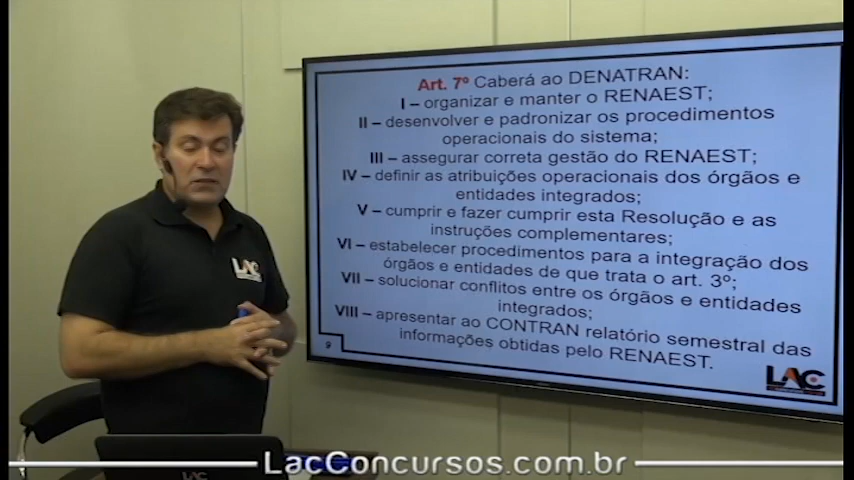 Art. 7º Caberá ao DENATRAN:
I – organizar e manter o RENAEST;
II – desenvolver e padronizar os procedimentos
operacionais do sistema;
III – assegurar correta gestão do RENAEST;
IV – definir as atribuições operacionais dos órgãos e
entidades integrados;
V – cumprir e fazer cumprir esta Resolução e as
instruções complementares;
VI – estabelecer procedimentos para a integração dos
órgãos e entidades de que trata o art. 3º;
VII – solucionar conflitos entre os órgãos e entidades
integrados;
VIII – apresentar ao CONTRAN relatório semestral das
informações obtidas pelo RENAEST.
9
LAC
LAC
LAC
LacConcursos.com.br